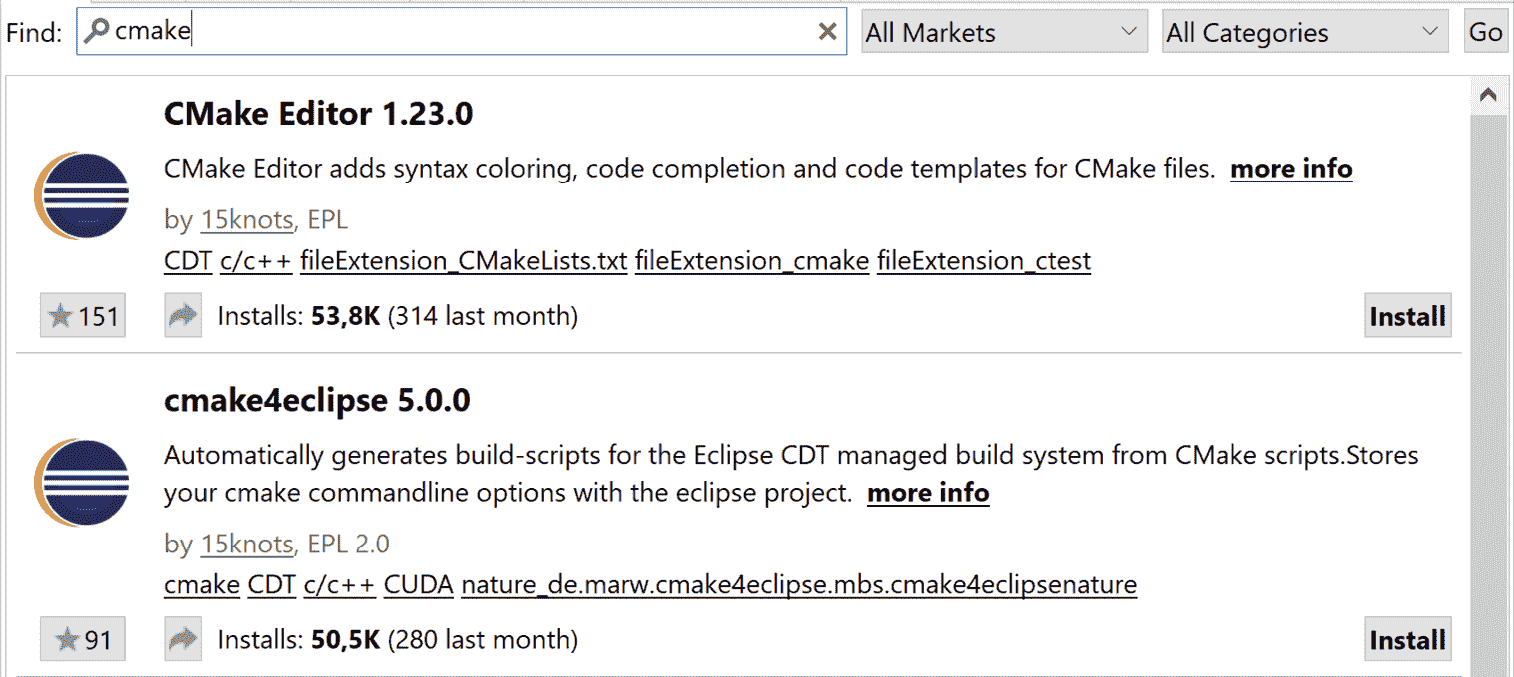 Find: cmake All Markets All Categories Go
CMake Editor 1.23.0
CMake Editor adds syntax coloring, code completion and code templates for CMake files. more info
by 15knots, EPL
CDT c/c++ fileExtension_CMakeLists.txt fileExtension_cmake fileExtension_ctest
151 Installs: 53,8K (314 last month) Install
cmake4eclipse 5.0.0
Automatically generates build-scripts for the Eclipse CDT managed build system from CMake scripts.Stores
your cmake commandline options with the eclipse project. more info
by 15knots, EPL 2.0
cmake CDT c/c++ CUDA nature_de.marw.cmake4eclipse.mbs.cmake4eclipsenature
91 Installs: 50,5K (280 last month) Install